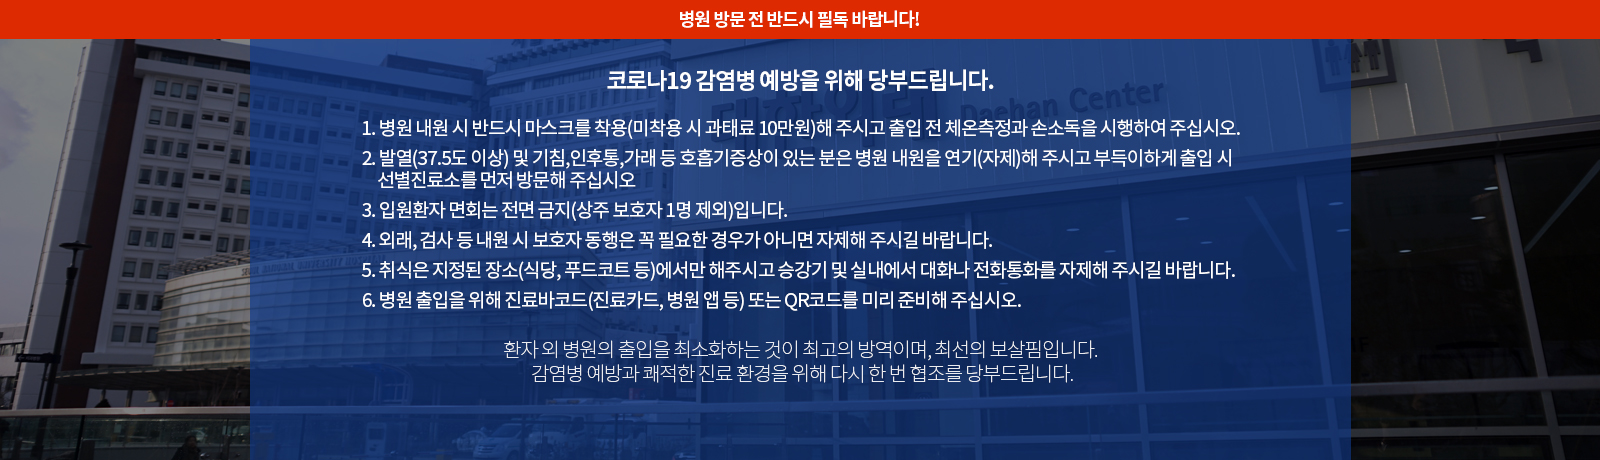 병원 방문 전 반드시 필독 바랍니다!
코로나19 감염병 예방을 위해 당부드립니다.
Daehan Center
1. 병원 내원 시 반드시 마스크를 착용(미착용 시 과태료 10만원)해 주시고 출입 전 체온측정과 손소독을 시행하여 주십시오.
2. 발열(37.5도 이상) 및 기침,인후통,가래 등 호흡기증상이 있는 분은 병원 내원을 연기(자제)해 주시고 부득이하게 출입 시
선별진료소를 먼저 방문해 주십시오
3. 입원환자 면회는 전면 금지(상주 보호자 1명 제외)입니다.
4. 외래, 검사 등 내원 시 보호자 동행은 꼭 필요한 경우가 아니면 자제해 주시길 바랍니다.
5. 취식은 지정된 장소(식당, 푸드코트 등)에서만 해주시고 승강기 및 실내에서 대화나 전화통화를 자제해 주시길 바랍니다.
6. 병원 출입을 위해 진료바코드(진료카드, 병원 앱 등) 또는 QR코드를 미리 준비해 주십시오.
환자 외 병원의 출입을 최소화하는 것이 최고의 방역이며, 최선의 보살핌입니다.
감염병 예방과 쾌적한 진료 환경을 위해 다시 한 번 협조를 당부드립니다.